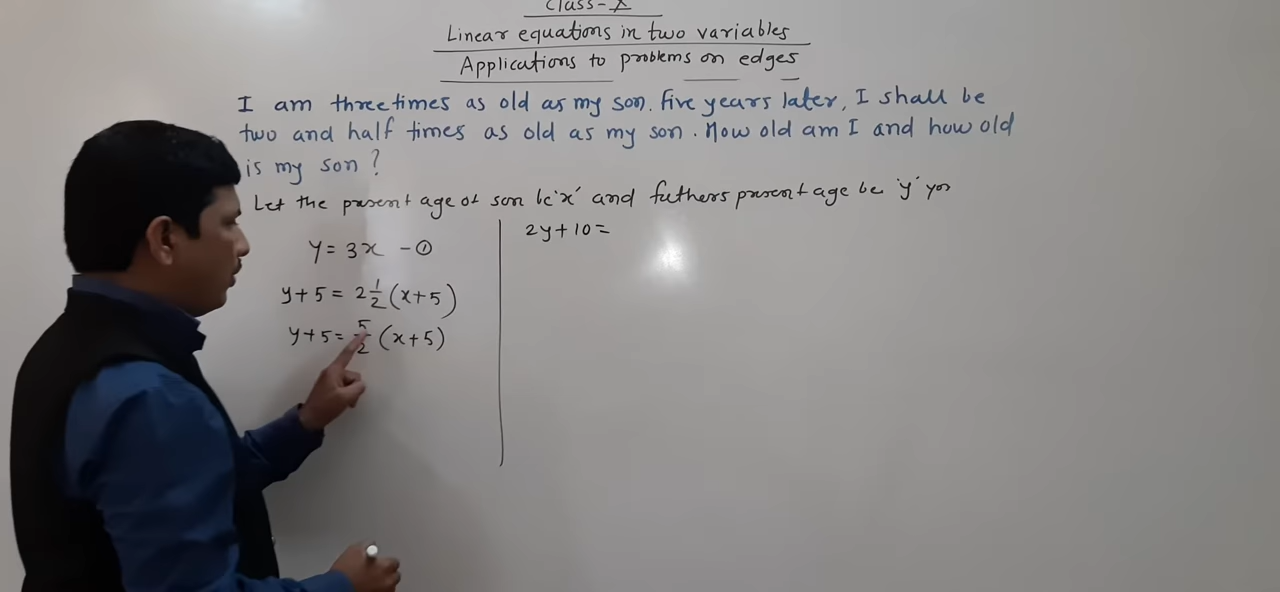 Class-X
Linear equations in two variables
Applications to problems on edges
I am three times as old as my son. Five years later, I shall be
two and half times as old as my son. How old am I and how old
is my son?
Let the present age of son be 'x' and futhers present age be 'y' yrs
y = 3x - ①
y+5 = 2 1/2 (x+5)
y+5 = 5/2 (x+5)
2y+10=